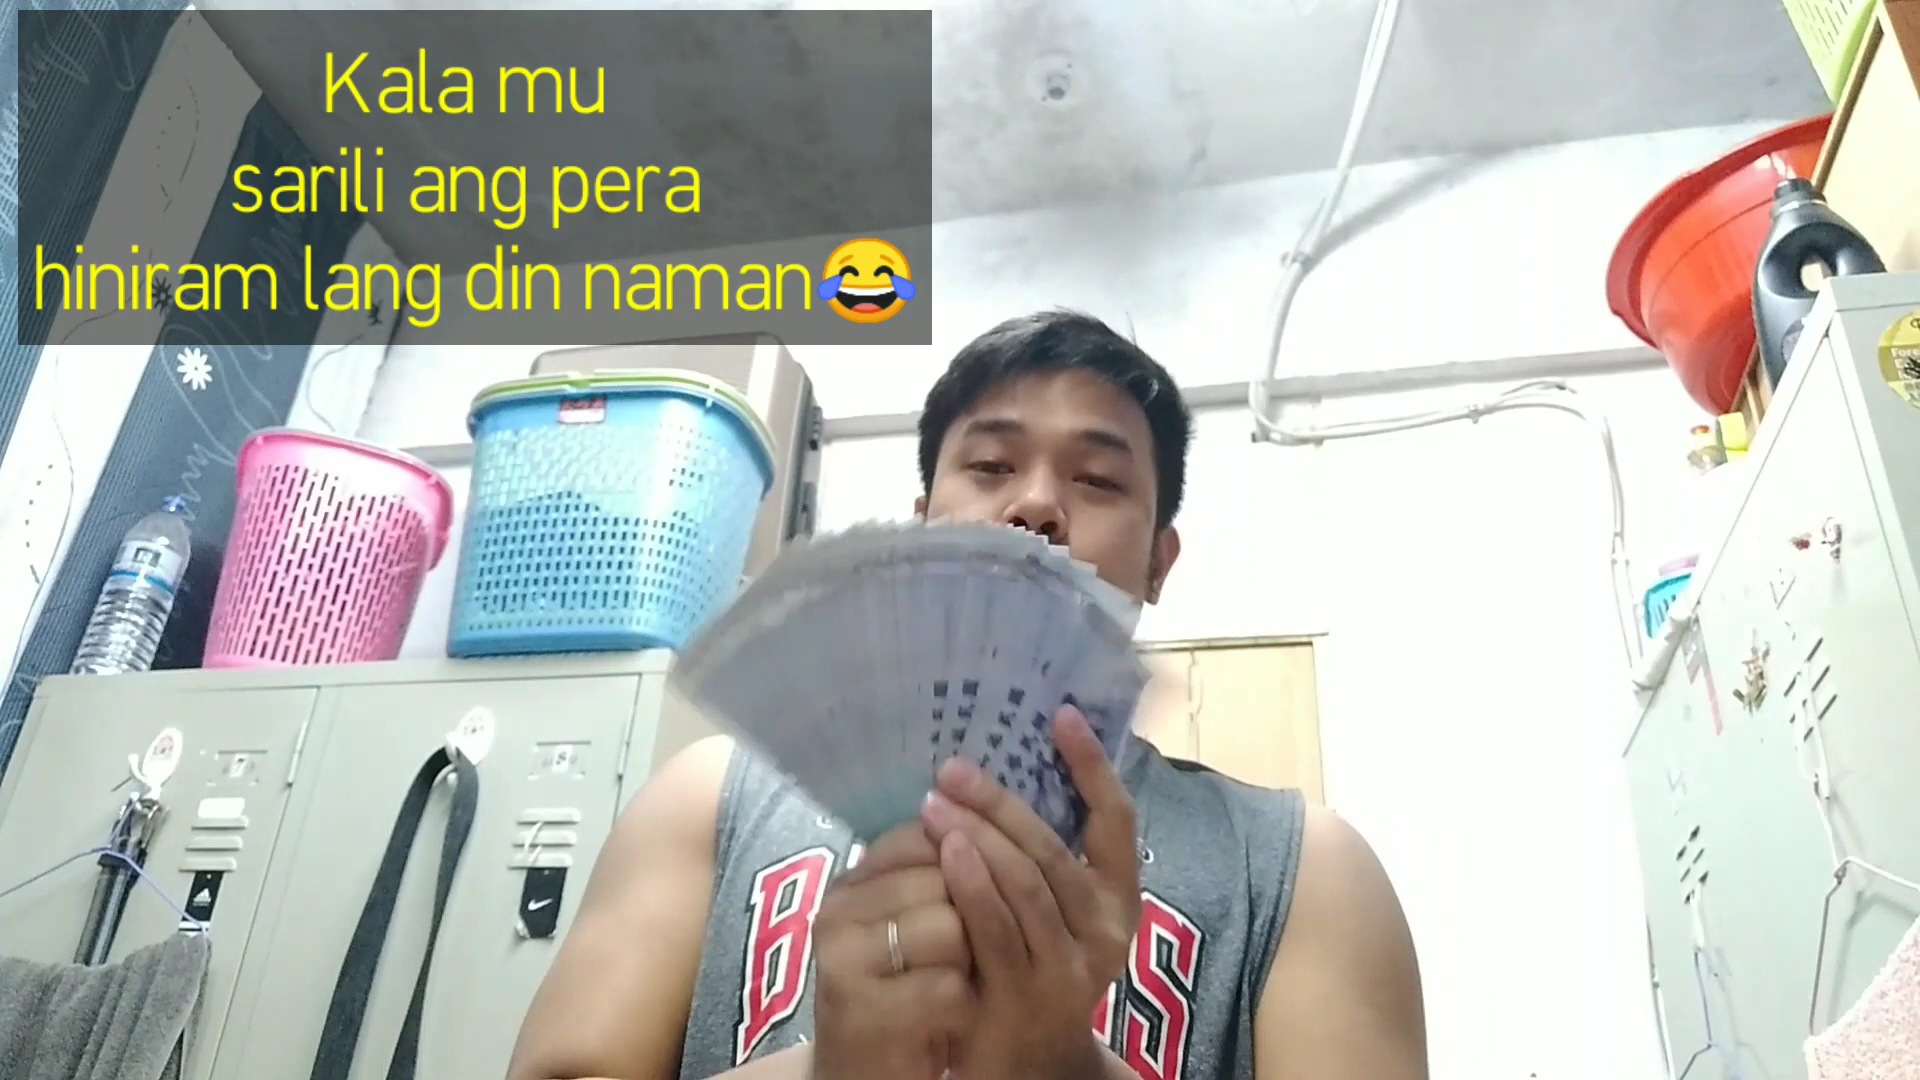 Kala mu
sarili ang pera
hiniram lang din naman😂